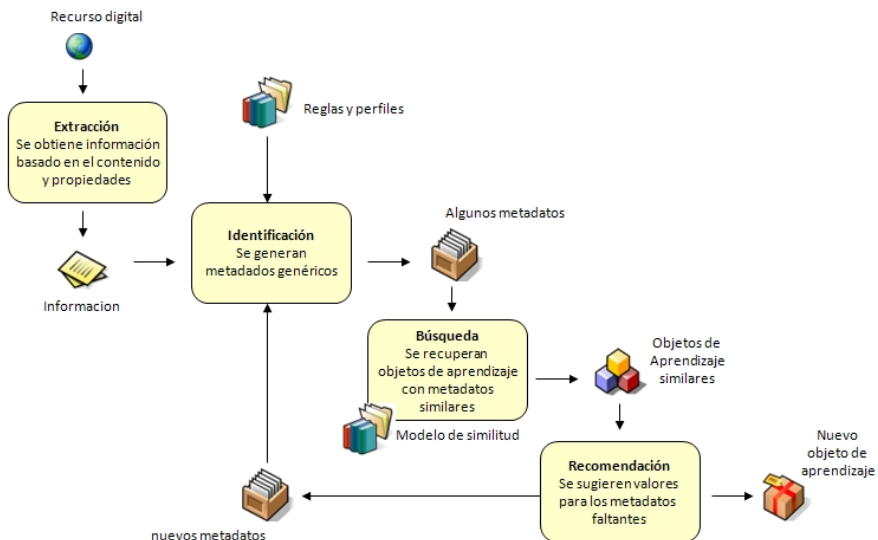 Recurso digital
Extracción
Se obtiene información
basado en el contenido
y propiedades
Informacion
Reglas y perfiles
Identificación
Se generan
metadados genéricos
Algunos metadatos
Búsqueda
Se recuperan
objetos de aprendizaje
con metadatos
similares
Modelo de similitud
Objetos de
Aprendizaje
similares
Recomendación
Se sugieren valores
para los metadatos
faltantes
Nuevo
objeto de
aprendizaje
nuevos metadatos